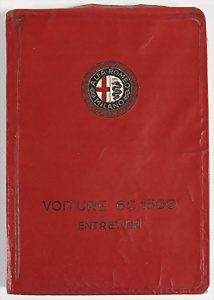 ALFA-ROMEO
MILANO
VOITURE 6C 1500
ENTRETIEN